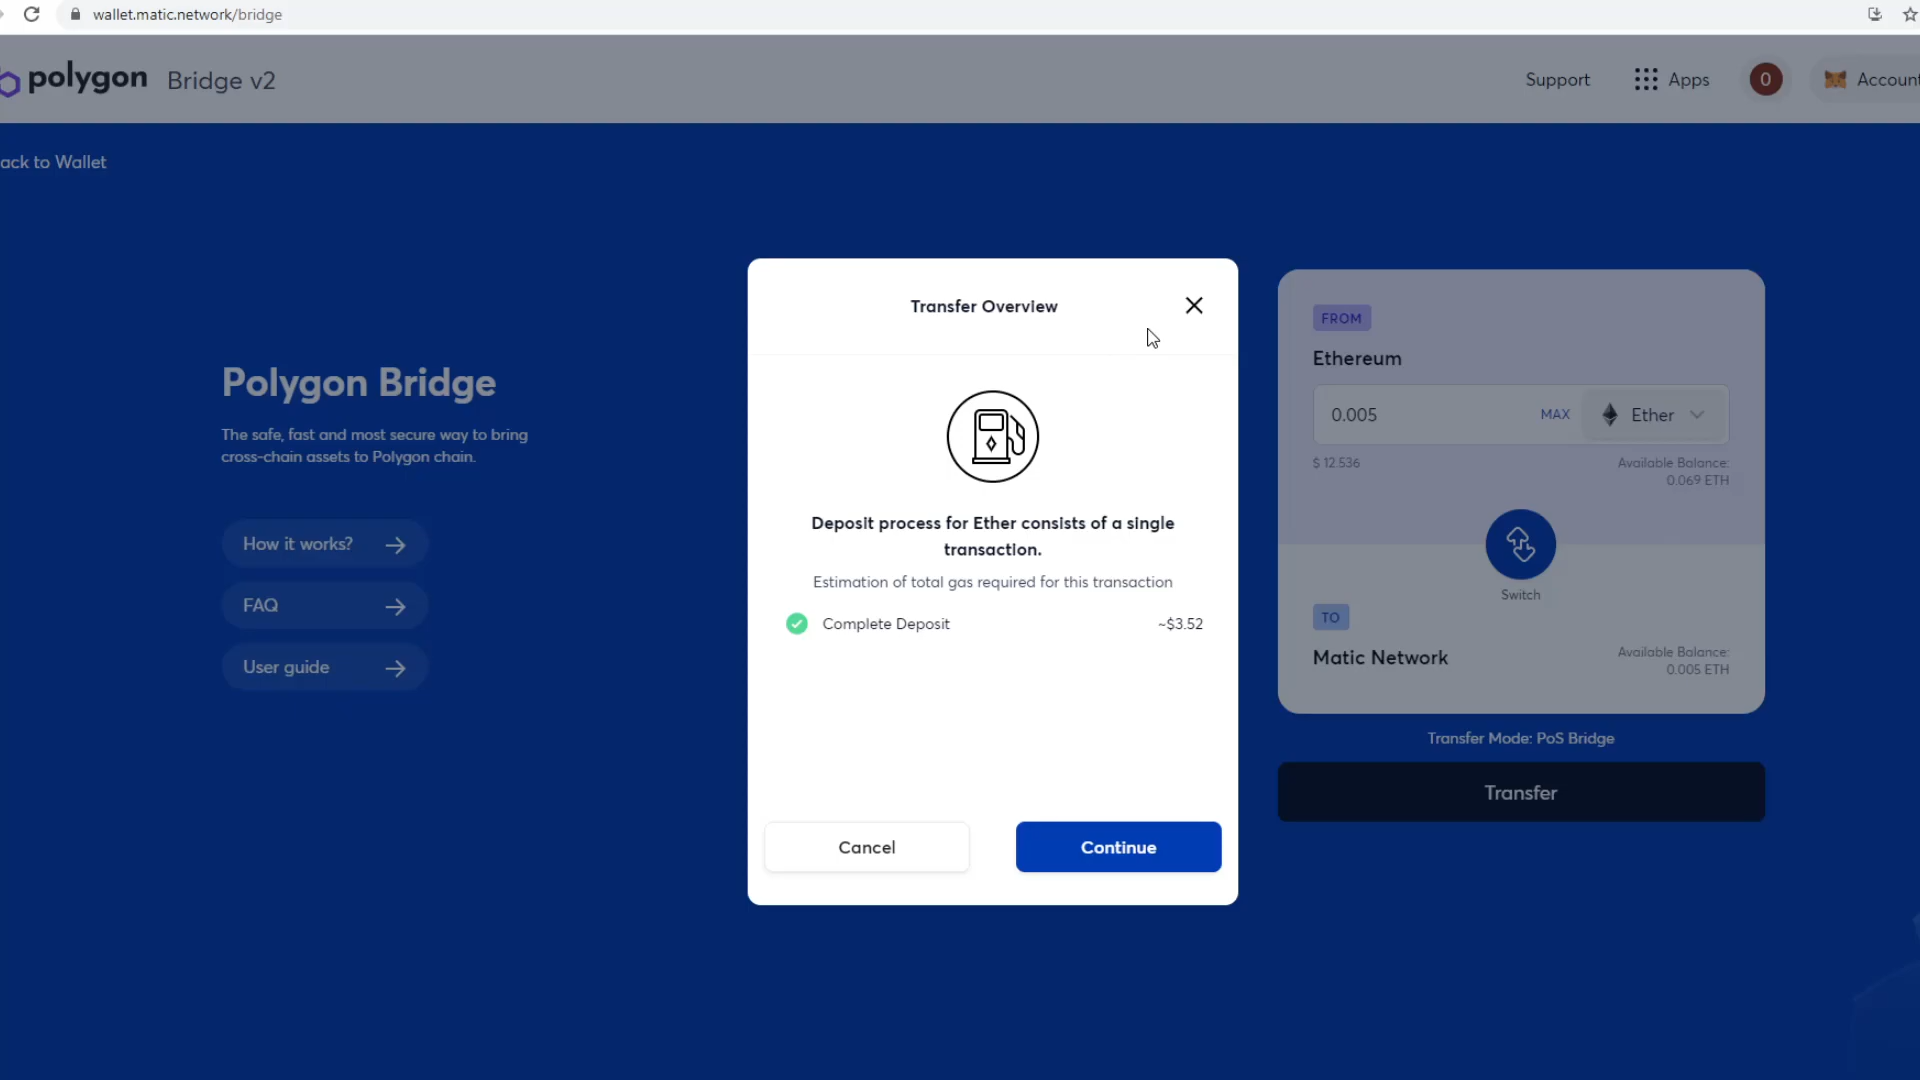 wallet.matic.network/bridge
polygon Bridge v2
Support
Apps
0
Account
ack to Wallet
Polygon Bridge
The safe, fast and most secure way to bring
cross-chain assets to Polygon chain.
How it works?
FAQ
User guide
Transfer Overview
Deposit process for Ether consists of a single
transaction.
Estimation of total gas required for this transaction
Complete Deposit ~$3.52
Cancel
Continue
FROM
Ethereum
0.005 MAX Ether
$ 12.536
Available Balance:
0.069 ETH
Switch
TO
Matic Network
Available Balance:
0.005 ETH
Transfer Mode: PoS Bridge
Transfer